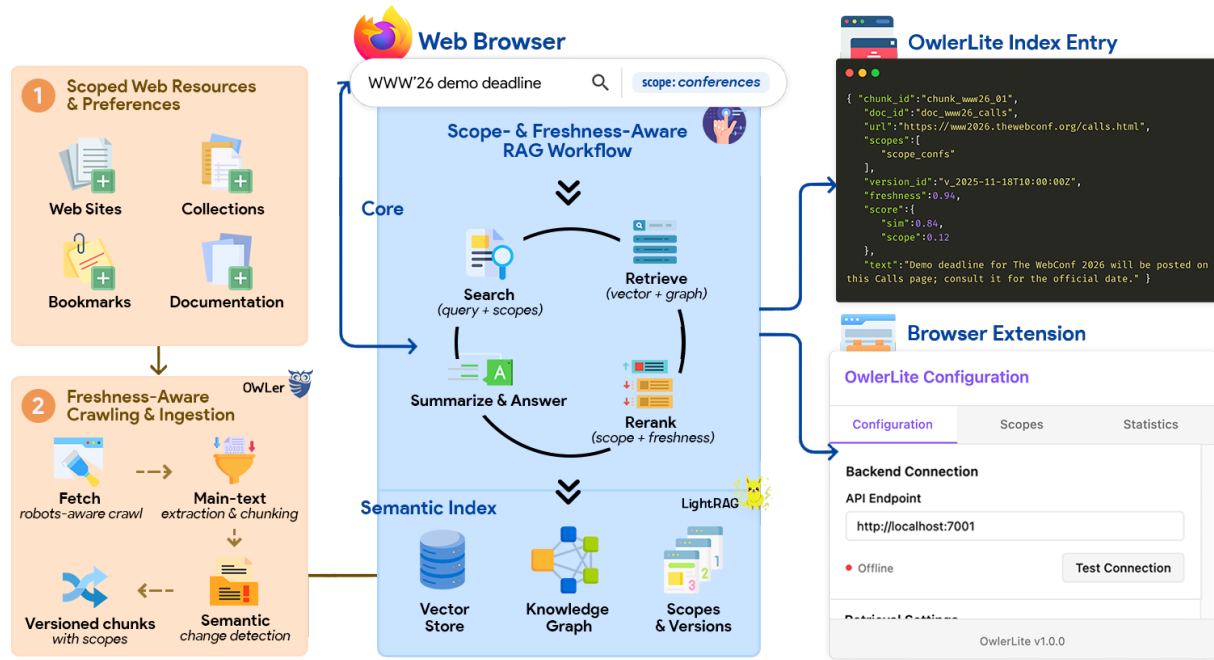 1
Scoped Web Resources
& Preferences
Web Sites
Collections
Bookmarks
Documentation
2
OWLer
Freshness-Aware
Crawling & Ingestion
Fetch
robots-aware crawl
Main-text
extraction & chunking
Versioned chunks
with scopes
Semantic
change detection
Web Browser
WWW'26 demo deadline
scope: conferences
Scope- & Freshness-Aware
RAG Workflow
Core
Search
(query + scopes)
Retrieve
(vector + graph)
A
Summarize & Answer
Rerank
(scope + freshness)
Semantic Index
LightRAG
Vector
Store
Knowledge
Graph
1
2
3
Scopes
& Versions
OwlerLite Index Entry
{ "chunk_id":"chunk_www26_01",
"doc_id":"doc_www26_calls",
"url":"https://www2026.thewebconf.org/calls.html",
"scopes":[
"scope_confs"
],
"version_id":"v_2025-11-18T10:00:00Z",
"freshness":0.94,
"score":{
"sim":0.84,
"scope":0.12
},
"text":"Demo deadline for The WebConf 2026 will be posted on
this Calls page; consult it for the official date." }
Browser Extension
OwlerLite Configuration
Configuration
Scopes
Statistics
Backend Connection
API Endpoint
http://localhost:7001
Offline
Test Connection
Retrieval Settings
OwlerLite v1.0.0